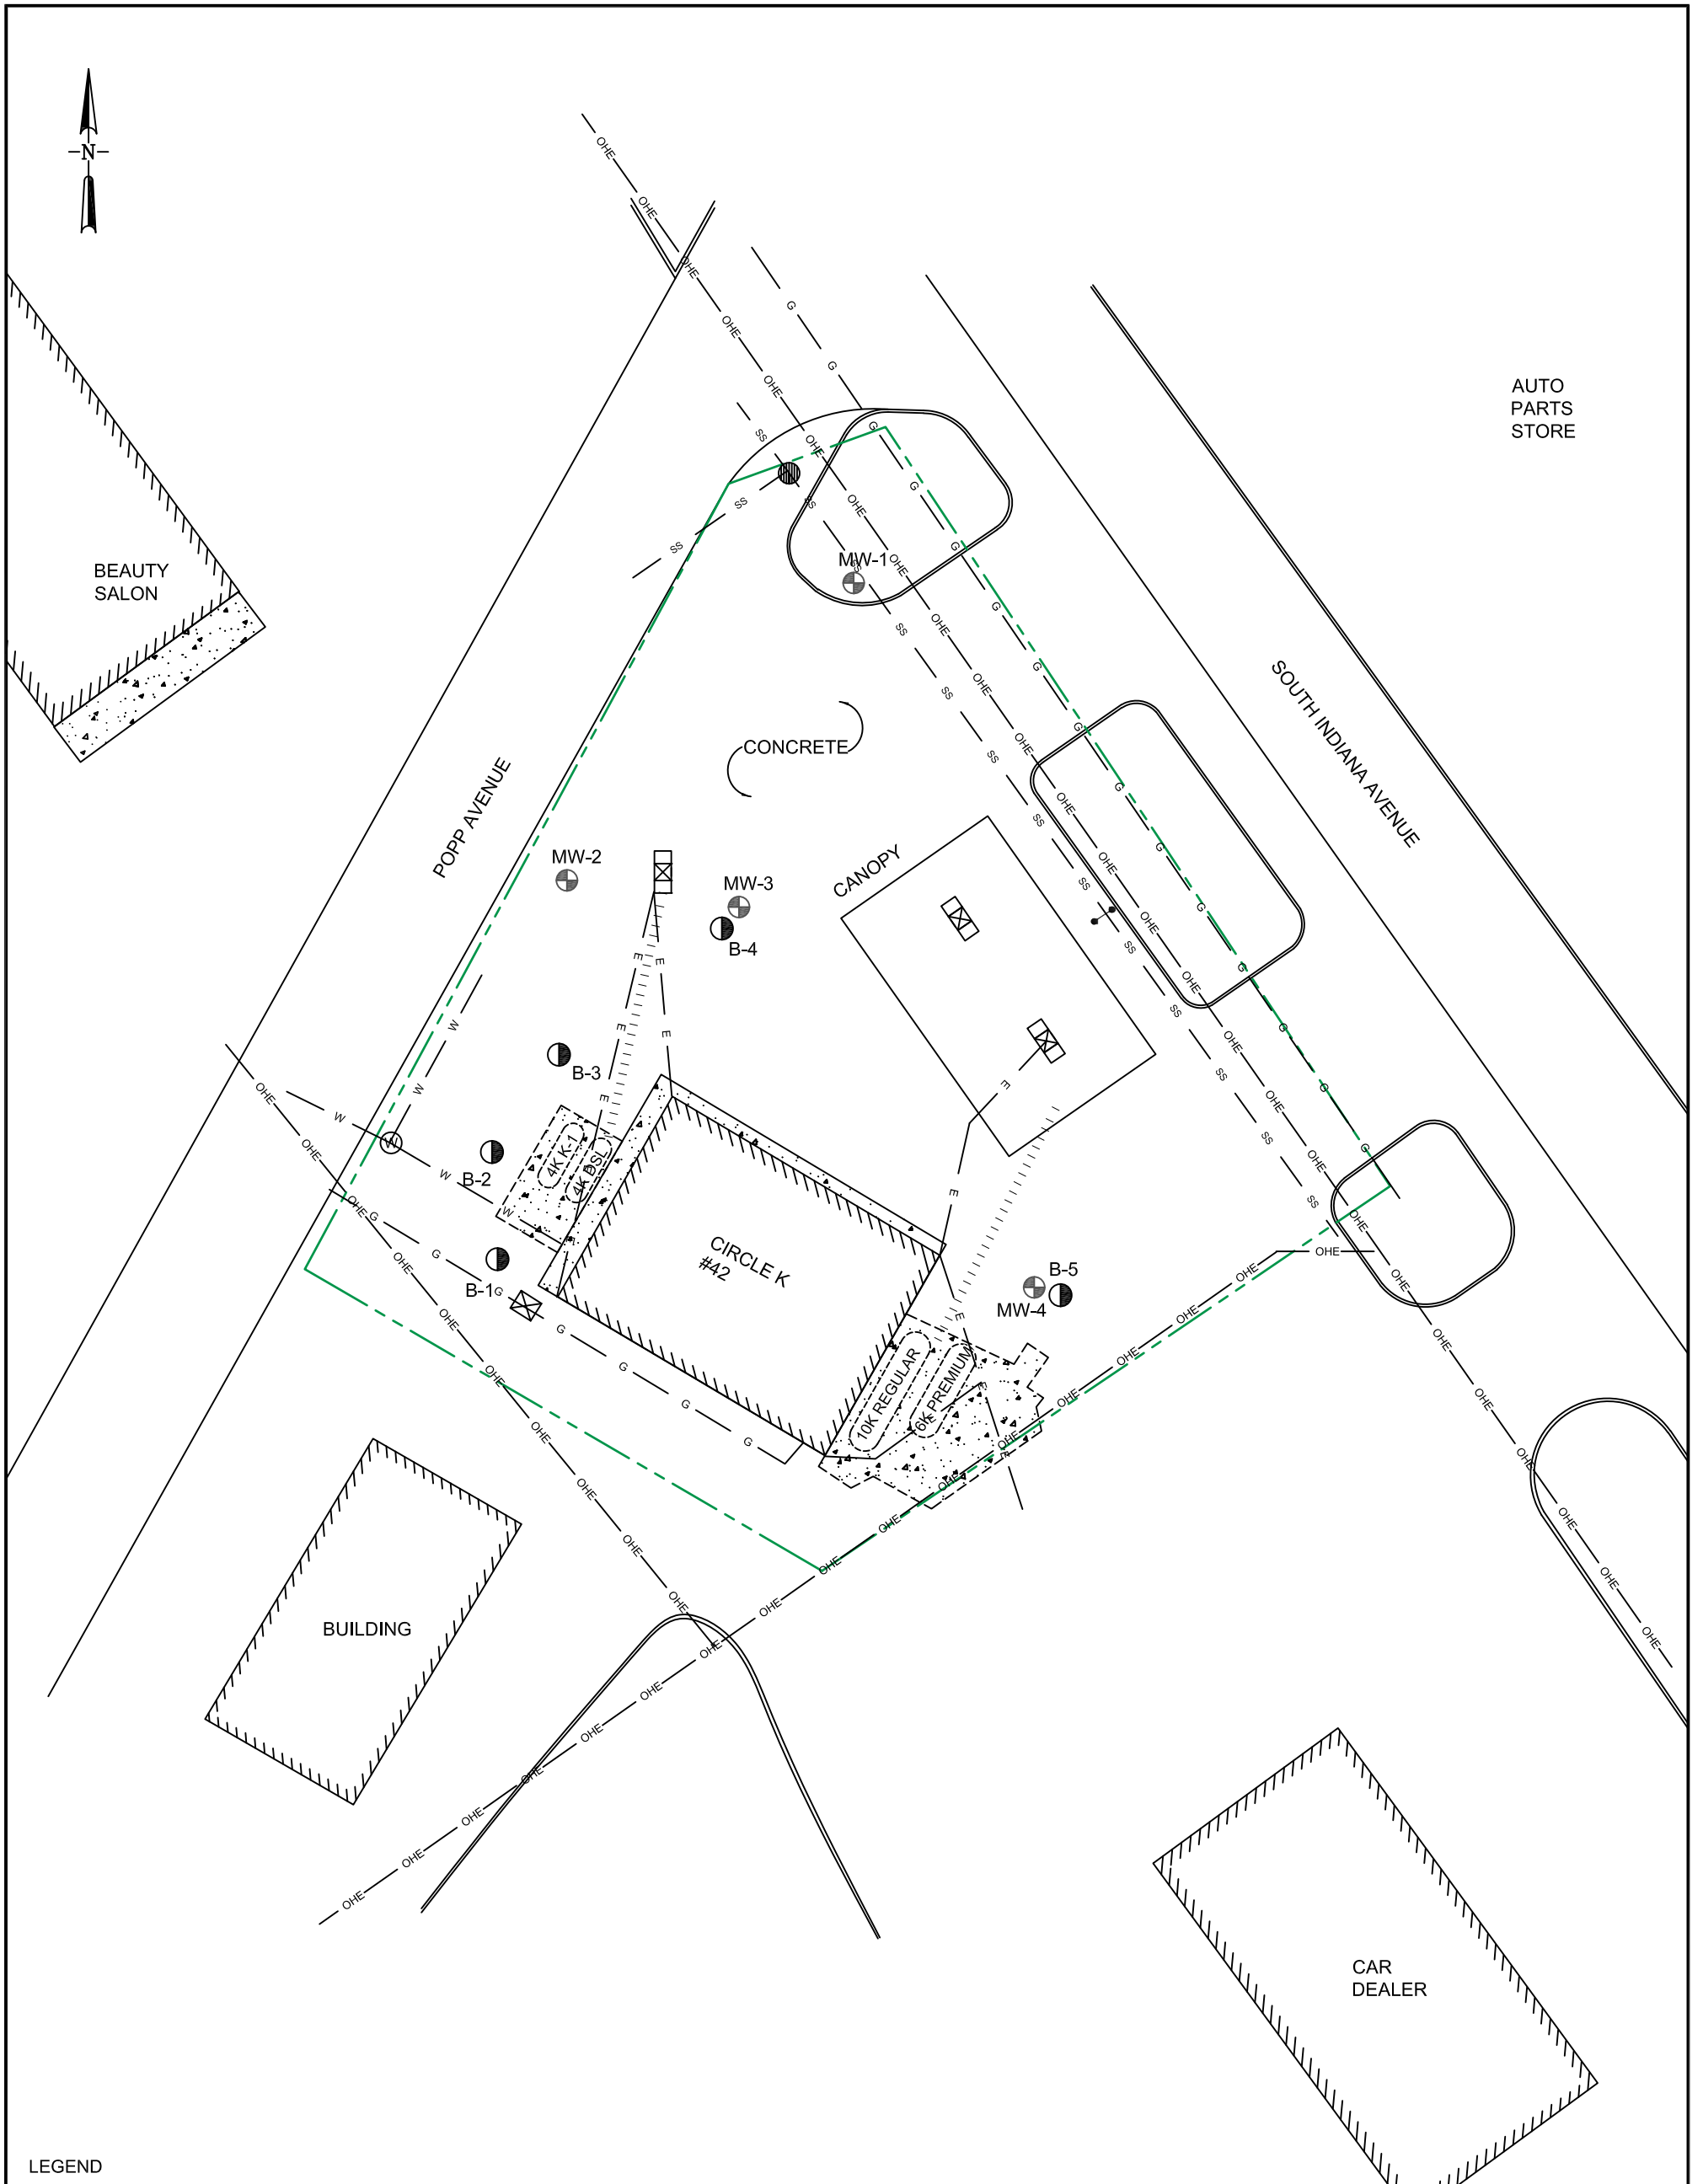 N
AUTO
PARTS
STORE
BEAUTY
SALON
MW-1
SOUTH INDIANA AVENUE
POPP AVENUE
CONCRETE
CANOPY
MW-2
MW-3
B-4
B-3
4K K-1
4K DSL
B-2
W
CIRCLE K
#42
B-1
B-5
MW-4
10K REGULAR
6K PREMIUM
BUILDING
CAR
DEALER
LEGEND
OHE
G
SS
E
W